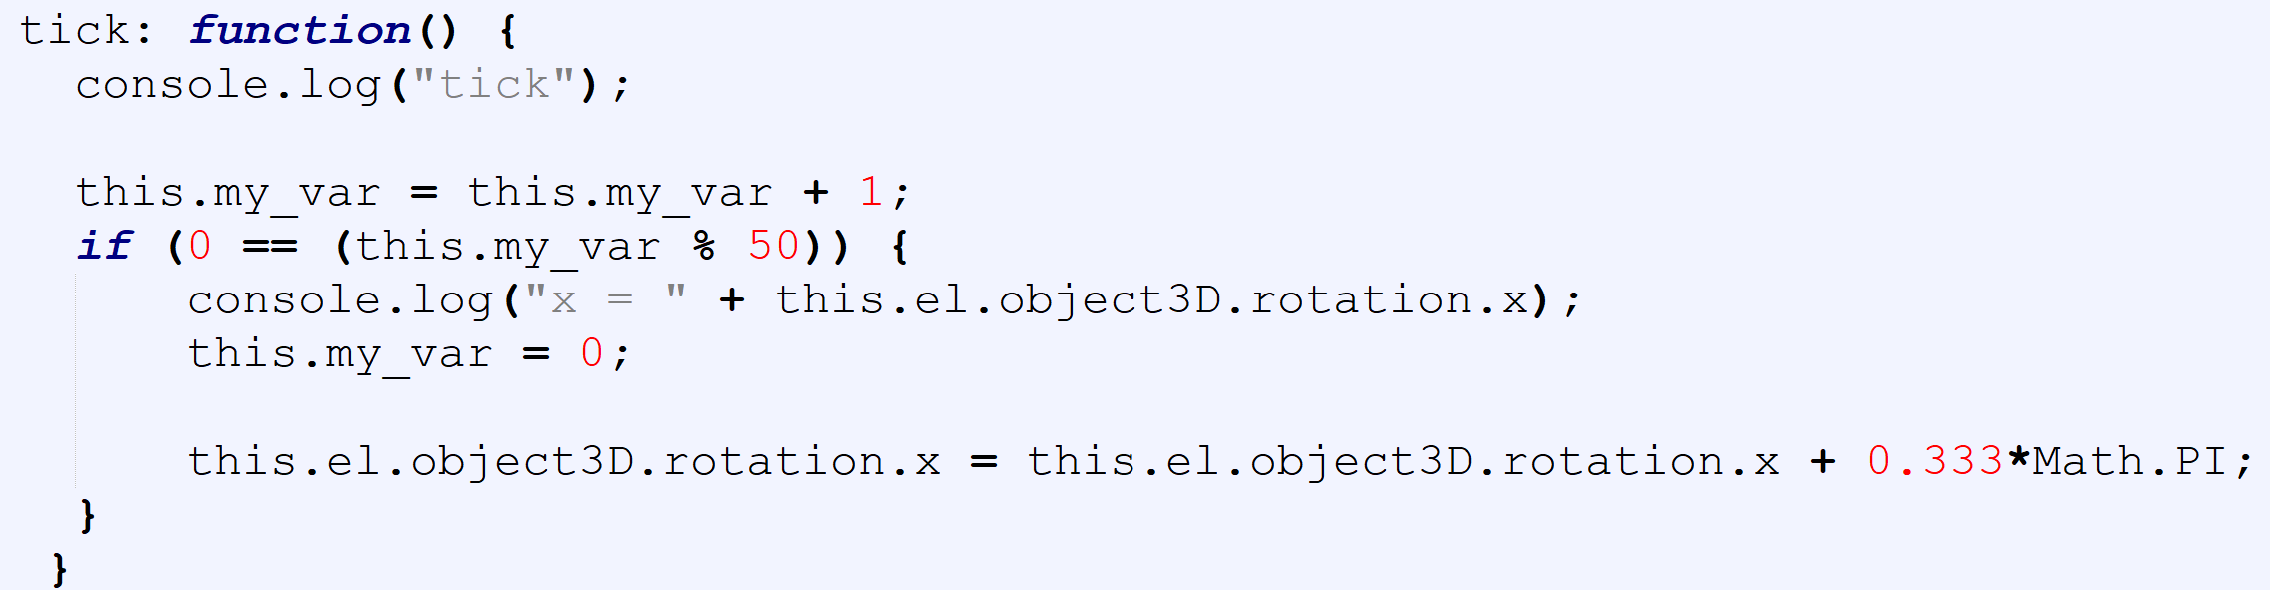 tick: function() {
  console.log("tick");

  this.my_var = this.my_var + 1;
  if (0 == (this.my_var % 50)) {
      console.log("x = " + this.el.object3D.rotation.x);
      this.my_var = 0;

      this.el.object3D.rotation.x = this.el.object3D.rotation.x + 0.333*Math.PI;
  }
 }